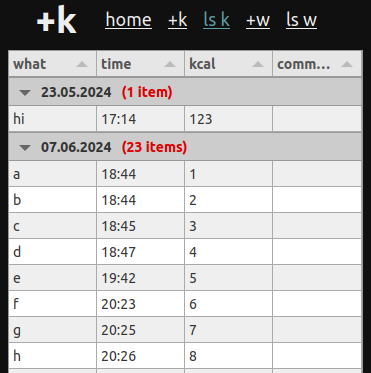 +k home +k ls k +w ls w
what time kcal comm...
23.05.2024 (1 item)
hi 17:14 123
07.06.2024 (23 items)
a 18:44 1
b 18:44 2
c 18:45 3
d 18:47 4
e 19:42 5
f 20:23 6
g 20:25 7
h 20:26 8